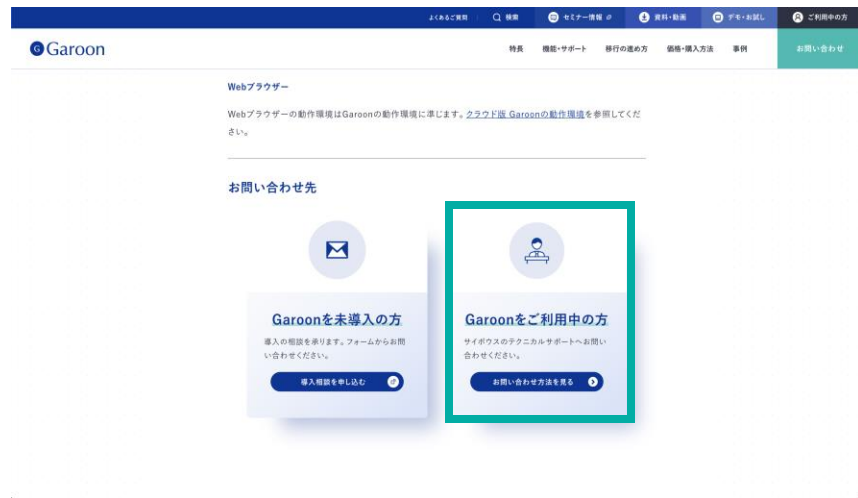 よくあるご質問
検索
セミナー情報
資料・動画
デモ・お試し
ご利用中の方
G Garoon
特長
機能・サポート
移行の進め方
価格・購入方法
事例
お問い合わせ
Webブラウザー
Webブラウザーの動作環境はGaroonの動作環境に準じます。クラウド版 Garoonの動作環境を参照してくだ
さい。
お問い合わせ先
Garoonを未導入の方
導入の相談を承ります。フォームからお問
い合わせください。
導入相談を申し込む
Garoonをご利用中の方
サイボウズのテクニカルサポートへお問い
合わせください。
お問い合わせ方法を見る